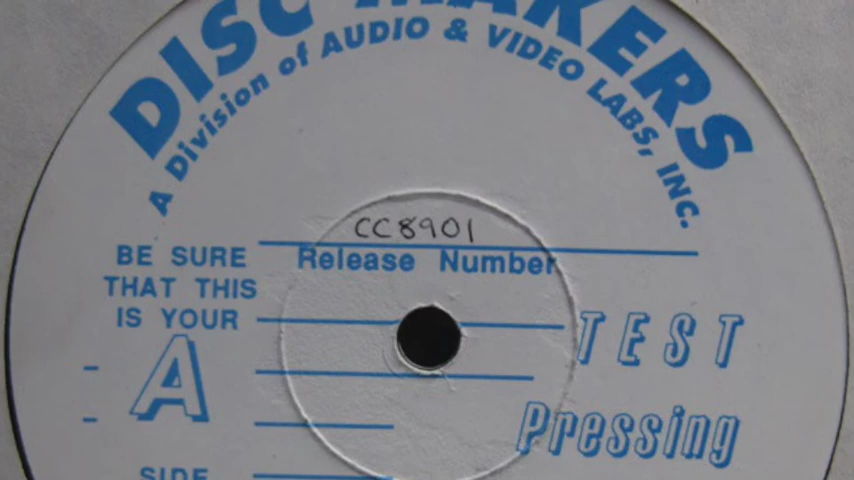 DISC MAKERS
A Division of AUDIO & VIDEO LABS, INC.
CC8901
Release Number
BE SURE
THAT THIS
IS YOUR
A
SIDE
TEST
Pressing